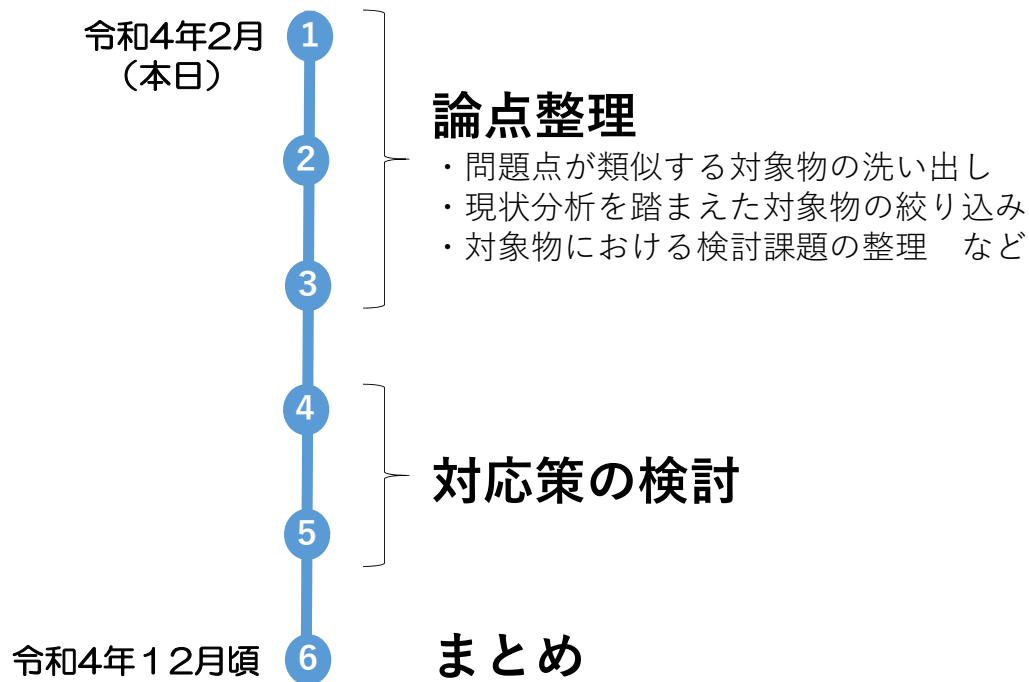 令和4年2月
（本日）
1
2
3
論点整理
・問題点が類似する対象物の洗い出し
・現状分析を踏まえた対象物の絞り込み
・対象物における検討課題の整理　など
4
5
対応策の検討
令和4年１２月頃
6
まとめ